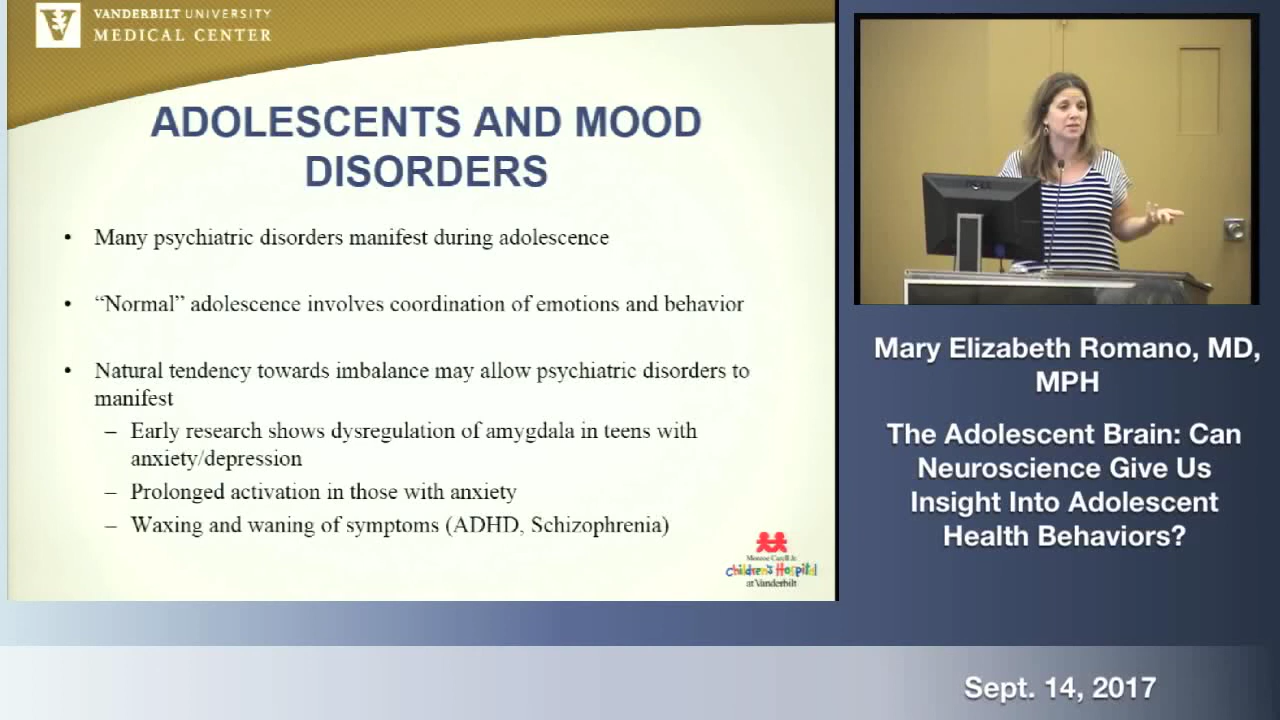 VANDERBILT UNIVERSITY
MEDICAL CENTER
ADOLESCENTS AND MOOD
DISORDERS
• Many psychiatric disorders manifest during adolescence
• “Normal” adolescence involves coordination of emotions and behavior
• Natural tendency towards imbalance may allow psychiatric disorders to
manifest
– Early research shows dysregulation of amygdala in teens with
anxiety/depression
– Prolonged activation in those with anxiety
– Waxing and waning of symptoms (ADHD, Schizophrenia)
Monroe Carell Jr.
Children's Hospital
at Vanderbilt
Mary Elizabeth Romano, MD,
MPH
The Adolescent Brain: Can
Neuroscience Give Us
Insight Into Adolescent
Health Behaviors?
Sept. 14, 2017